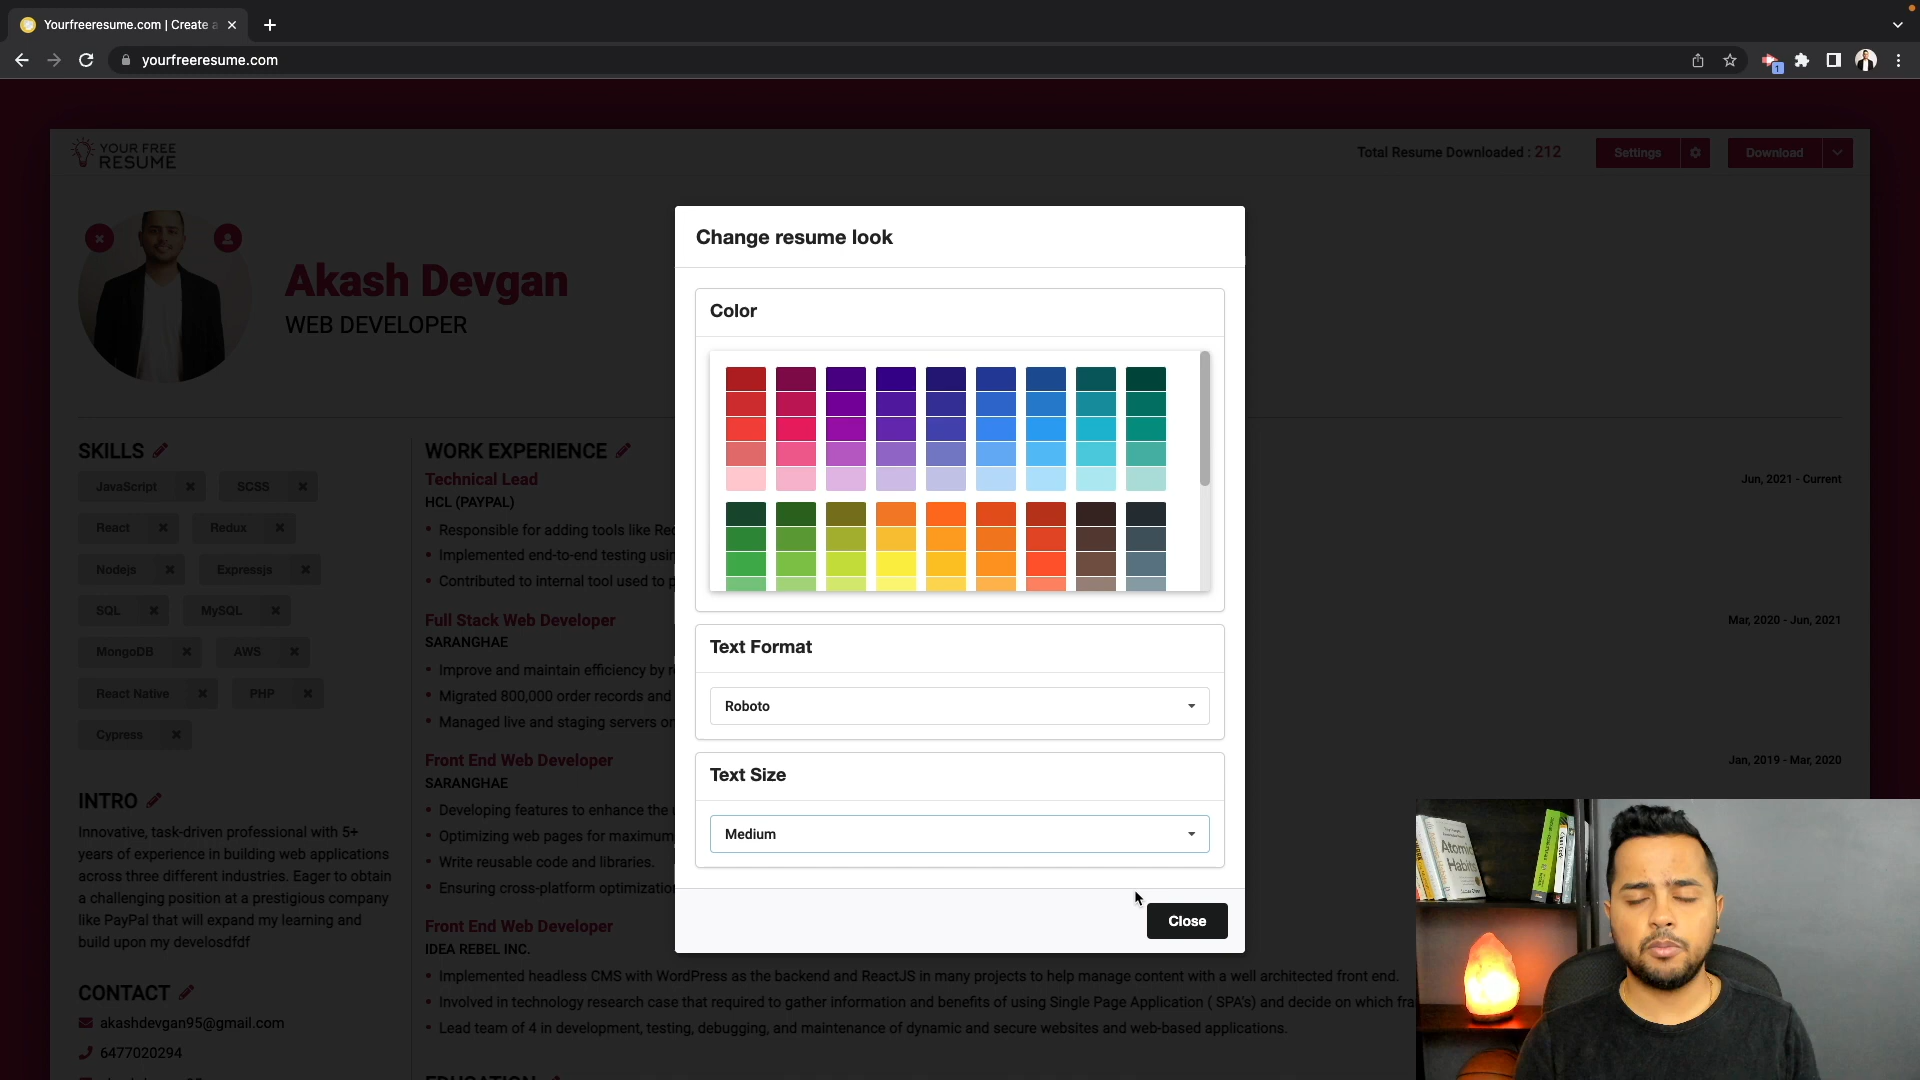 Yourfreeresume.com | Create a
yourfreeresume.com
1
YOUR FREE
RESUME
Total Resume Downloaded : 212
Settings
Download
Akash Devgan
WEB DEVELOPER
Change resume look
Color
Text Format
Roboto
Text Size
Medium
Close
SKILLS
JavaScript
SCSS
React
Redux
Nodejs
Expressjs
SQL
MySQL
MongoDB
AWS
React Native
PHP
Cypress
INTRO
Innovative, task-driven professional with 5+
years of experience in building web applications
across three different industries. Eager to obtain
a challenging position at a prestigious company
like PayPal that will expand my learning and
build upon my develosdfdf
CONTACT
akashdevgan95@gmail.com
6477020294
WORK EXPERIENCE
Technical Lead
Jun, 2021 - Current
HCL (PAYPAL)
Responsible for adding tools like
Implemented end-to-end testing
Contributed to internal tool used to
Full Stack Web Developer
Mar, 2020 - Jun, 2021
SARANGHAE
Improve and maintain efficiency by
Migrated 800,000 order records and
Managed live and staging servers
Front End Web Developer
Jan, 2019 - Mar, 2020
SARANGHAE
Developing features to enhance the
Optimizing web pages for maximum
Write reusable code and libraries.
Ensuring cross-platform
Front End Web Developer
IDEA REBEL INC.
Implemented headless CMS with WordPress as the backend and ReactJS in many projects to help manage content with a well architected front end.
Involved in technology research case that required to gather information and benefits of using Single Page Application ( SPA's) and decide on which fra
Lead team of 4 in development, testing, debugging, and maintenance of dynamic and secure websites and web-based applications.
Atomic
Habits